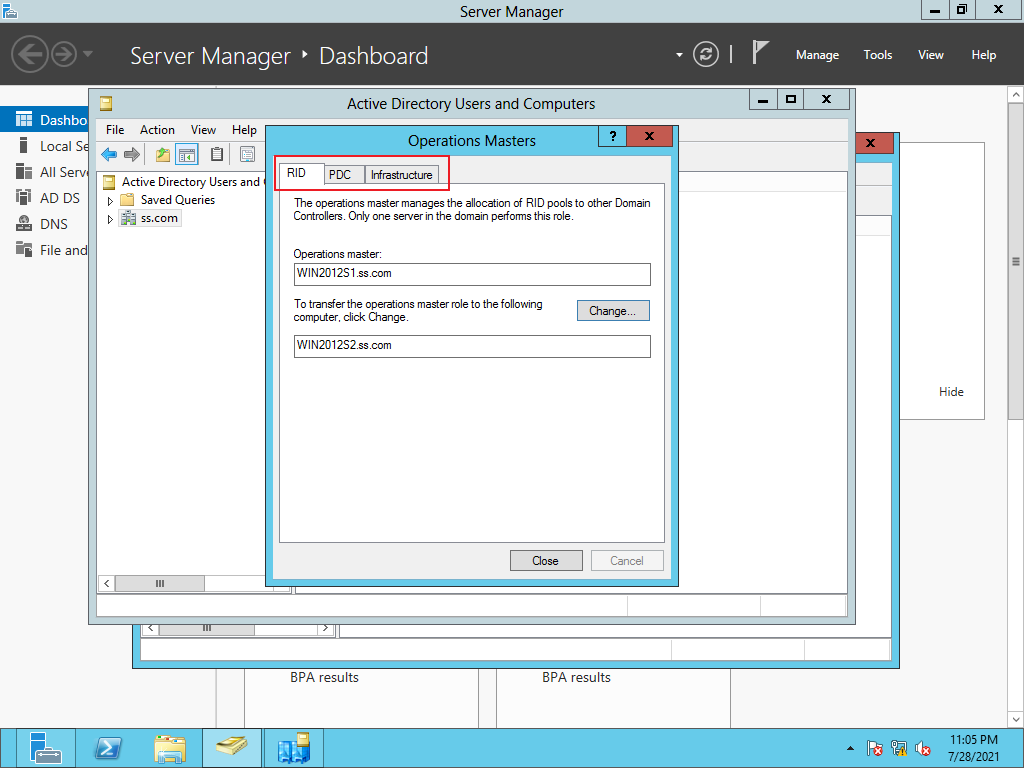 Server Manager
Server Manager ‣ Dashboard
Manage
Tools
View
Help
Dashbo
Local Se
All Serve
AD DS
DNS
File and
Active Directory Users and Computers
File
Action
View
Help
Active Directory Users and
Saved Queries
ss.com
Operations Masters
RID
PDC
Infrastructure
The operations master manages the allocation of RID pools to other Domain
Controllers. Only one server in the domain perfoms this role.
Operations master:
WIN2012S1.ss.com
To transfer the operations master role to the following
computer, click Change.
Change...
WIN2012S2.ss.com
Close
Cancel
Hide
BPA results
BPA results
11:05 PM
7/28/2021